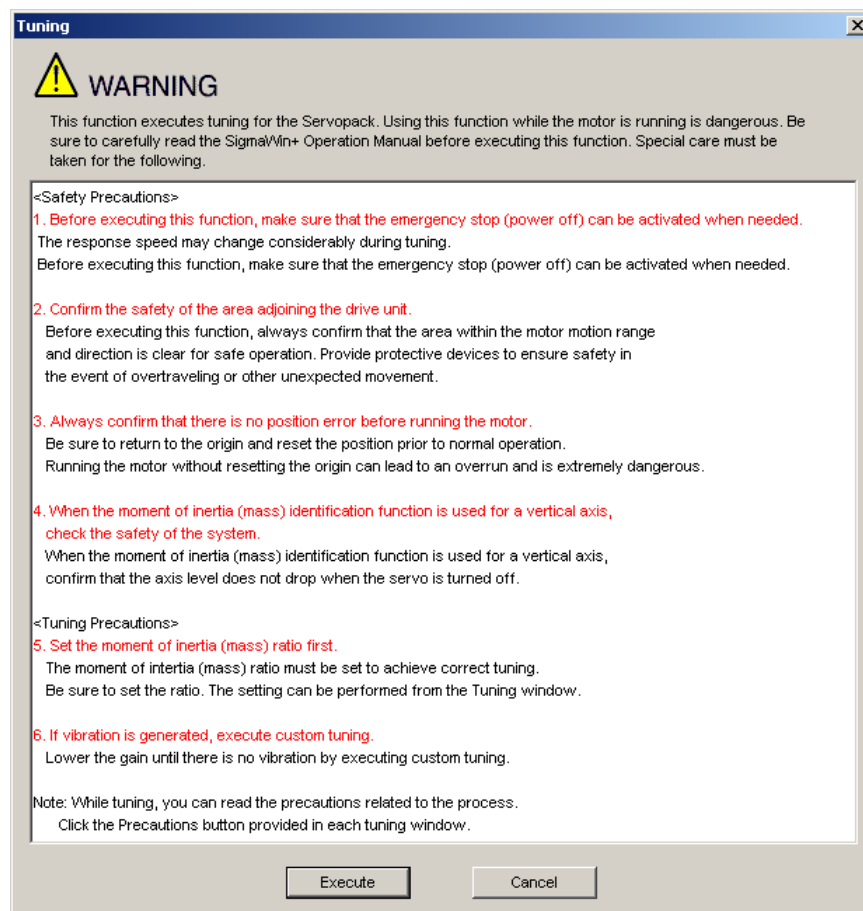 Tuning
WARNING
This function executes tuning for the Servopack. Using this function while the motor is running is dangerous. Be
sure to carefully read the SigmaWin+ Operation Manual before executing this function. Special care must be
taken for the following.
<Safety Precautions>
1. Before executing this function, make sure that the emergency stop (power off) can be activated when needed.
The response speed may change considerably during tuning.
Before executing this function, make sure that the emergency stop (power off) can be activated when needed.
2. Confirm the safety of the area adjoining the drive unit.
Before executing this function, always confirm that the area within the motor motion range
and direction is clear for safe operation. Provide protective devices to ensure safety in
the event of overtraveling or other unexpected movement.
3. Always confirm that there is no position error before running the motor.
Be sure to return to the origin and reset the position prior to normal operation.
Running the motor without resetting the origin can lead to an overrun and is extremely dangerous.
4. When the moment of inertia (mass) identification function is used for a vertical axis,
check the safety of the system.
When the moment of inertia (mass) identification function is used for a vertical axis,
confirm that the axis level does not drop when the servo is turned off.
<Tuning Precautions>
5. Set the moment of inertia (mass) ratio first.
The moment of intertia (mass) ratio must be set to achieve correct tuning.
Be sure to set the ratio. The setting can be performed from the Tuning window.
6. If vibration is generated, execute custom tuning.
Lower the gain until there is no vibration by executing custom tuning.
Note: While tuning, you can read the precautions related to the process.
Click the Precautions button provided in each tuning window.
Execute
Cancel